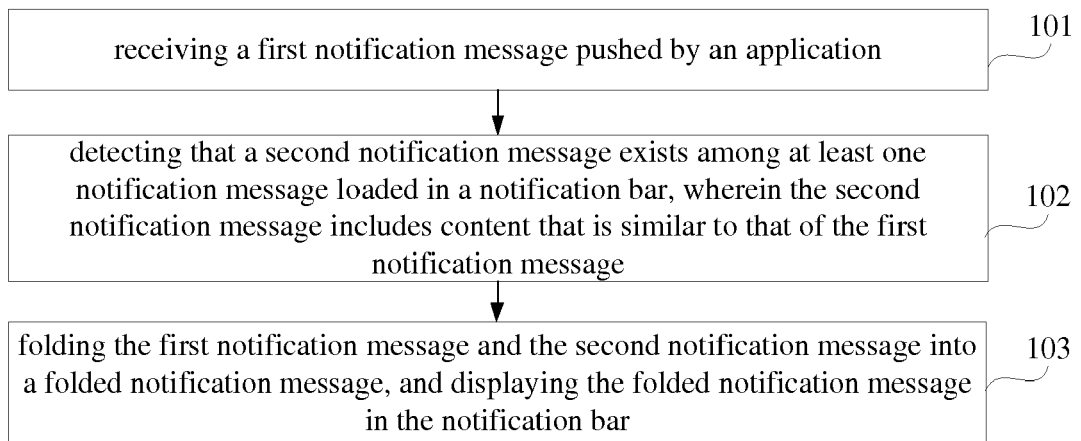 receiving a first notification message pushed by an application
101
detecting that a second notification message exists among at least one
notification message loaded in a notification bar, wherein the second
notification message includes content that is similar to that of the first
notification message
102
folding the first notification message and the second notification message into
a folded notification message, and displaying the folded notification message
in the notification bar
103